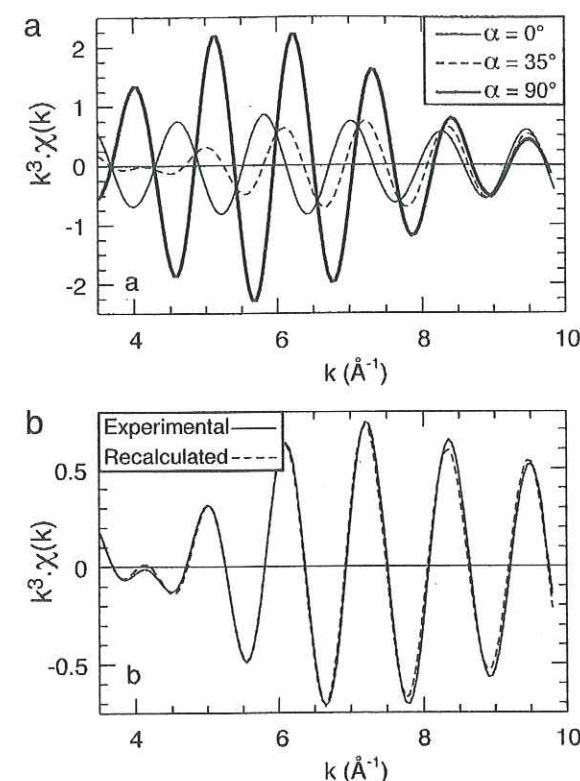 a
2
1
0
-1
-2
k³·χ(k)
α = 0°
α = 35°
α = 90°
a
4
6
8
10
k (Å⁻¹)
b
Experimental
Recalculated
0.5
0
-0.5
k³·χ(k)
b
4
6
8
10
k (Å⁻¹)